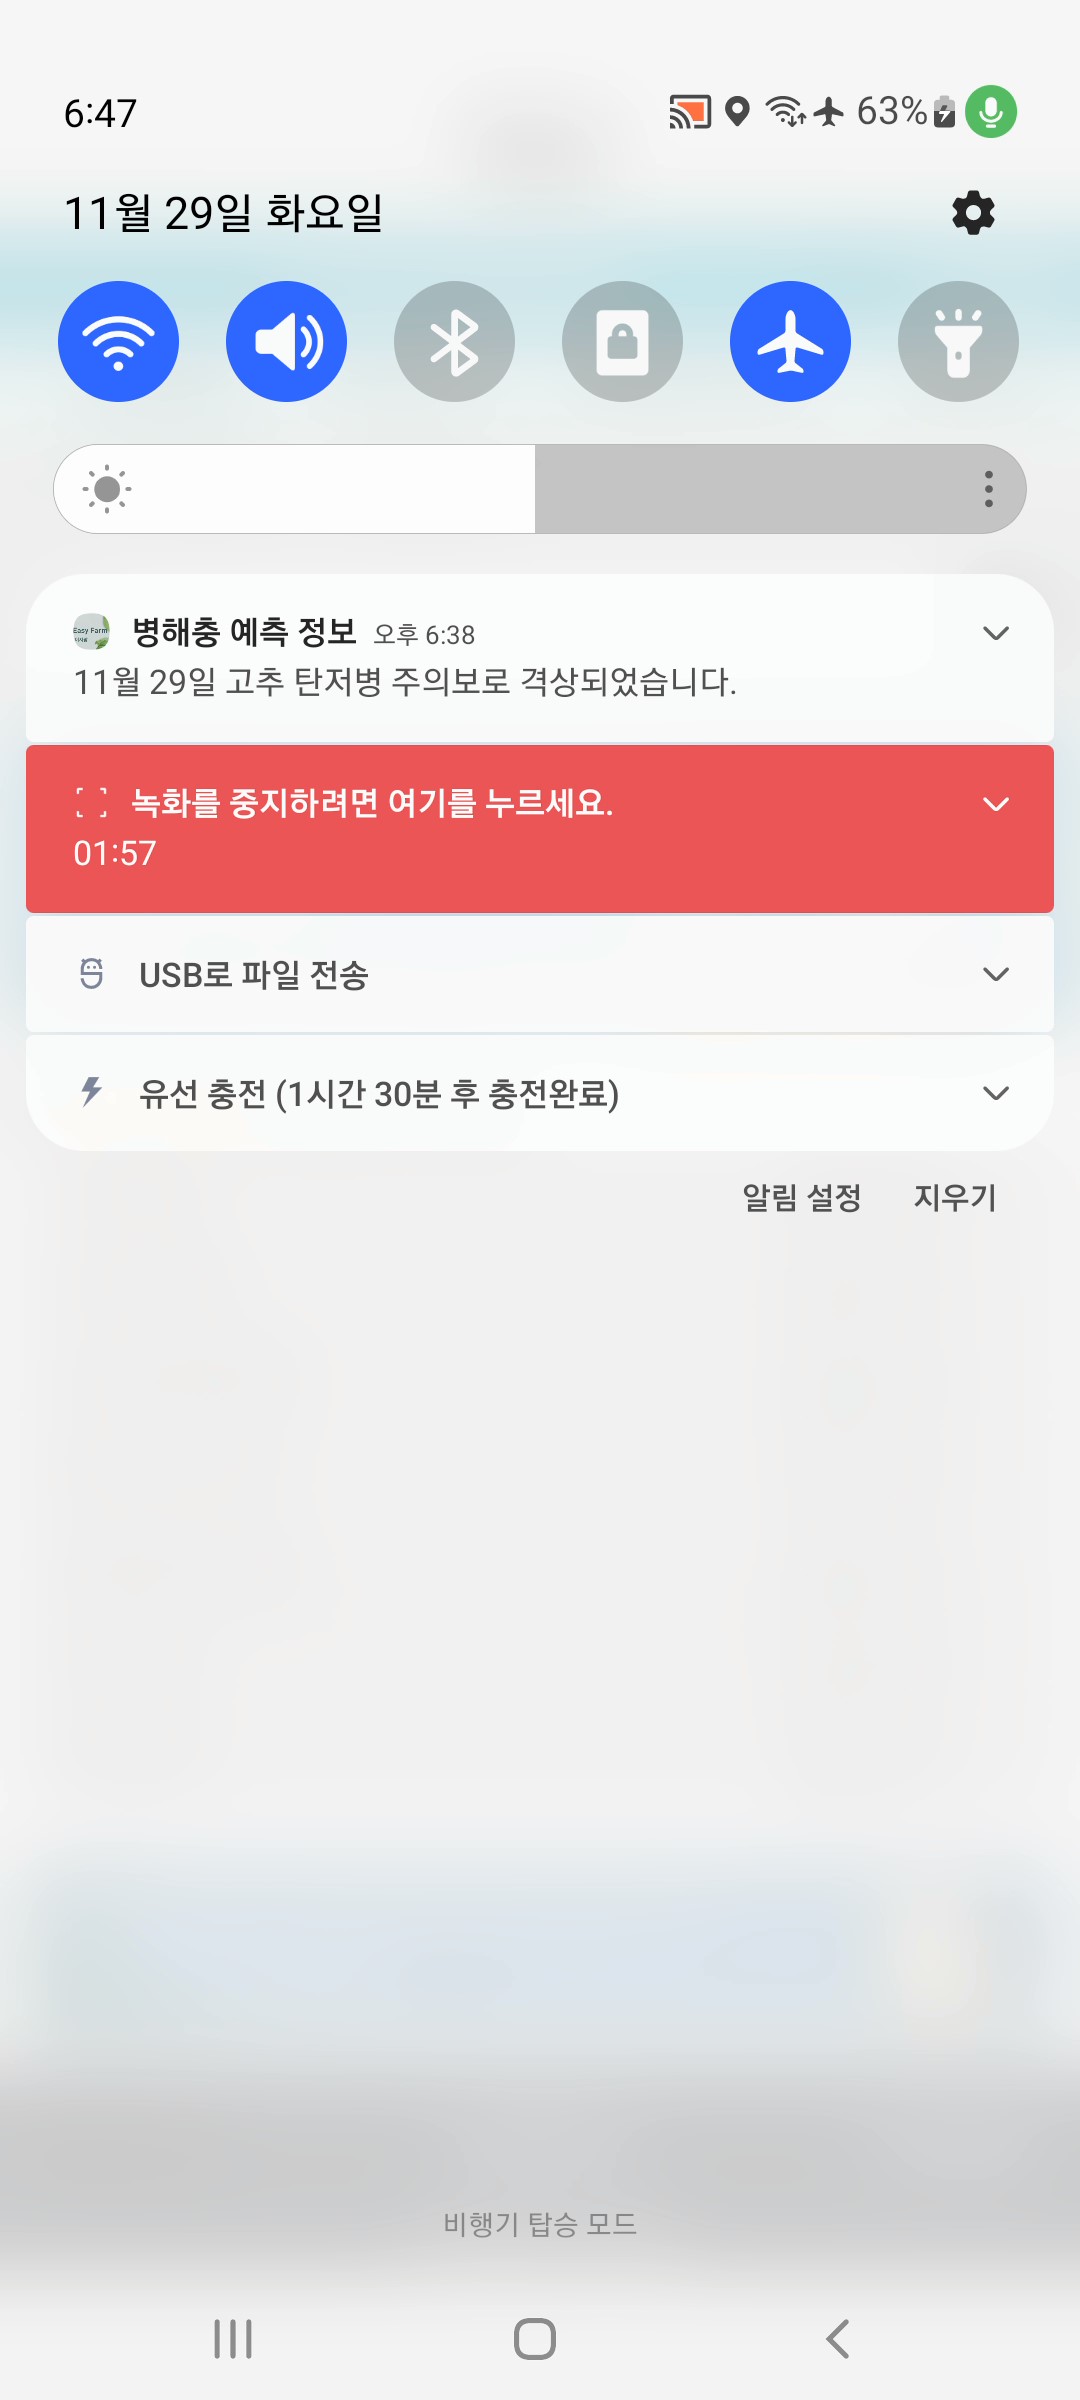 6:47
63%
11월 29일 화요일
Easy Farm
병해충 예측 정보 오후 6:38
11월 29일 고추 탄저병 주의보로 격상되었습니다.
녹화를 중지하려면 여기를 누르세요.
01:57
USB로 파일 전송
유선 충전 (1시간 30분 후 충전완료)
알림 설정 지우기
비행기 탑승 모드